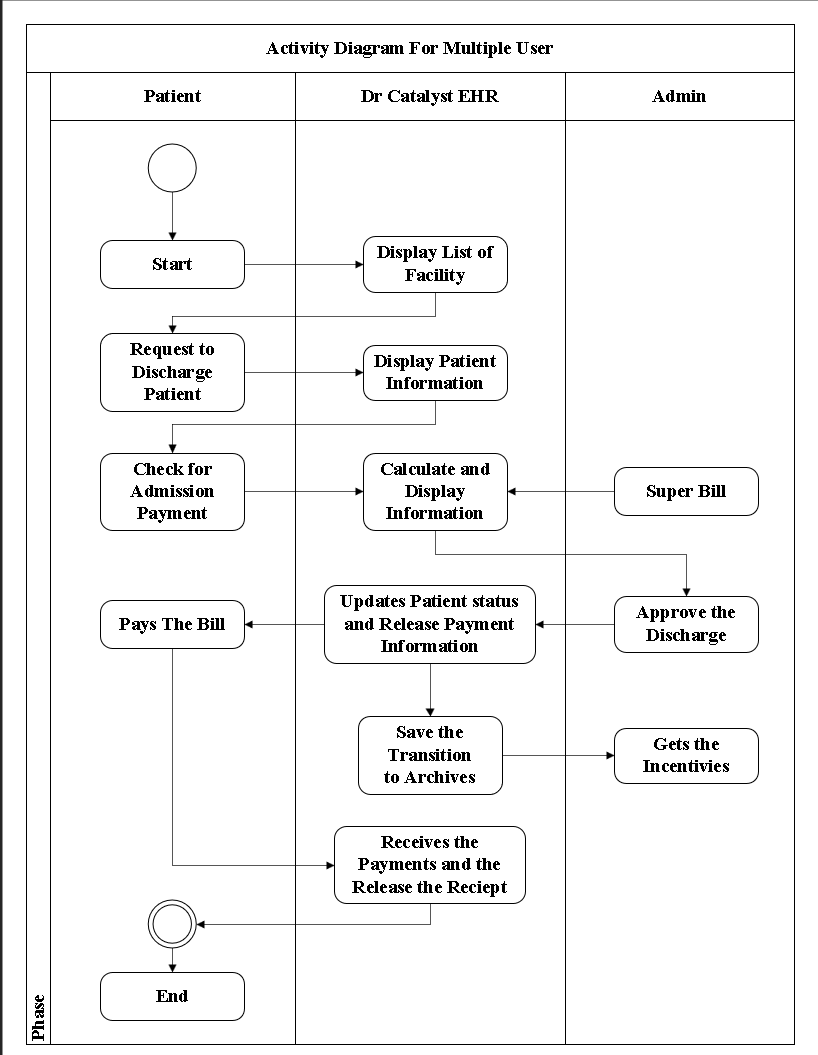 Activity Diagram For Multiple User
Patient
Dr Catalyst EHR
Admin
Start
Display List of
Facility
Request to
Discharge
Patient
Display Patient
Information
Check for
Admission
Payment
Calculate and
Display
Information
Super Bill
Pays The Bill
Updates Patient status
and Release Payment
Information
Approve the
Discharge
Save the
Transition
to Archives
Gets the
Incentivies
Receives the
Payments and the
Release the Reciept
End
Phase